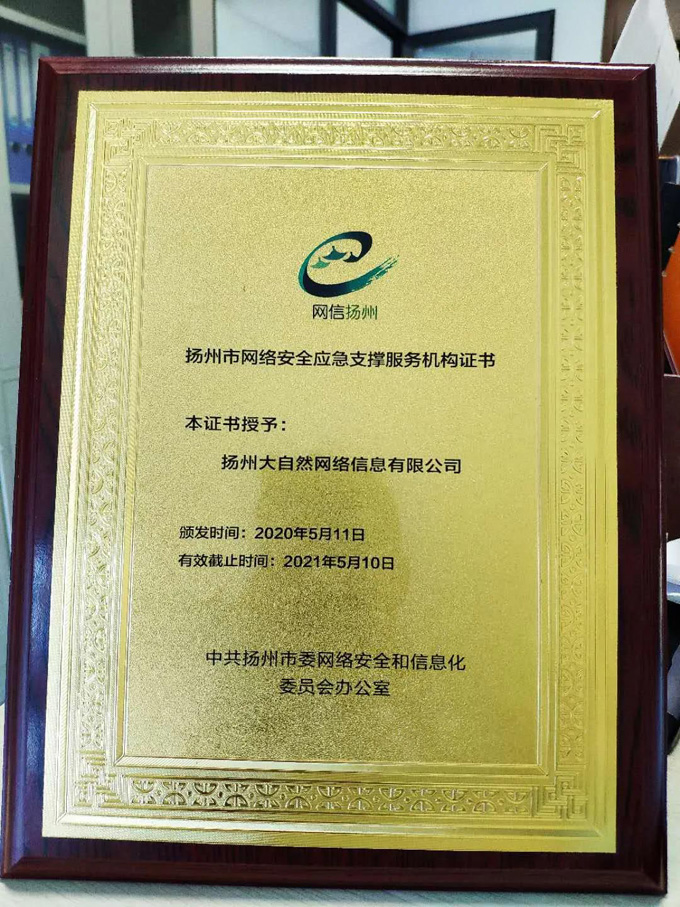 网信扬州
扬州市网络安全应急支撑服务机构证书
本证书授予：
扬州大自然网络信息有限公司
颁发时间：2020年5月11日
有效截止时间：2021年5月10日
中共扬州市委网络安全和信息化
委员会办公室